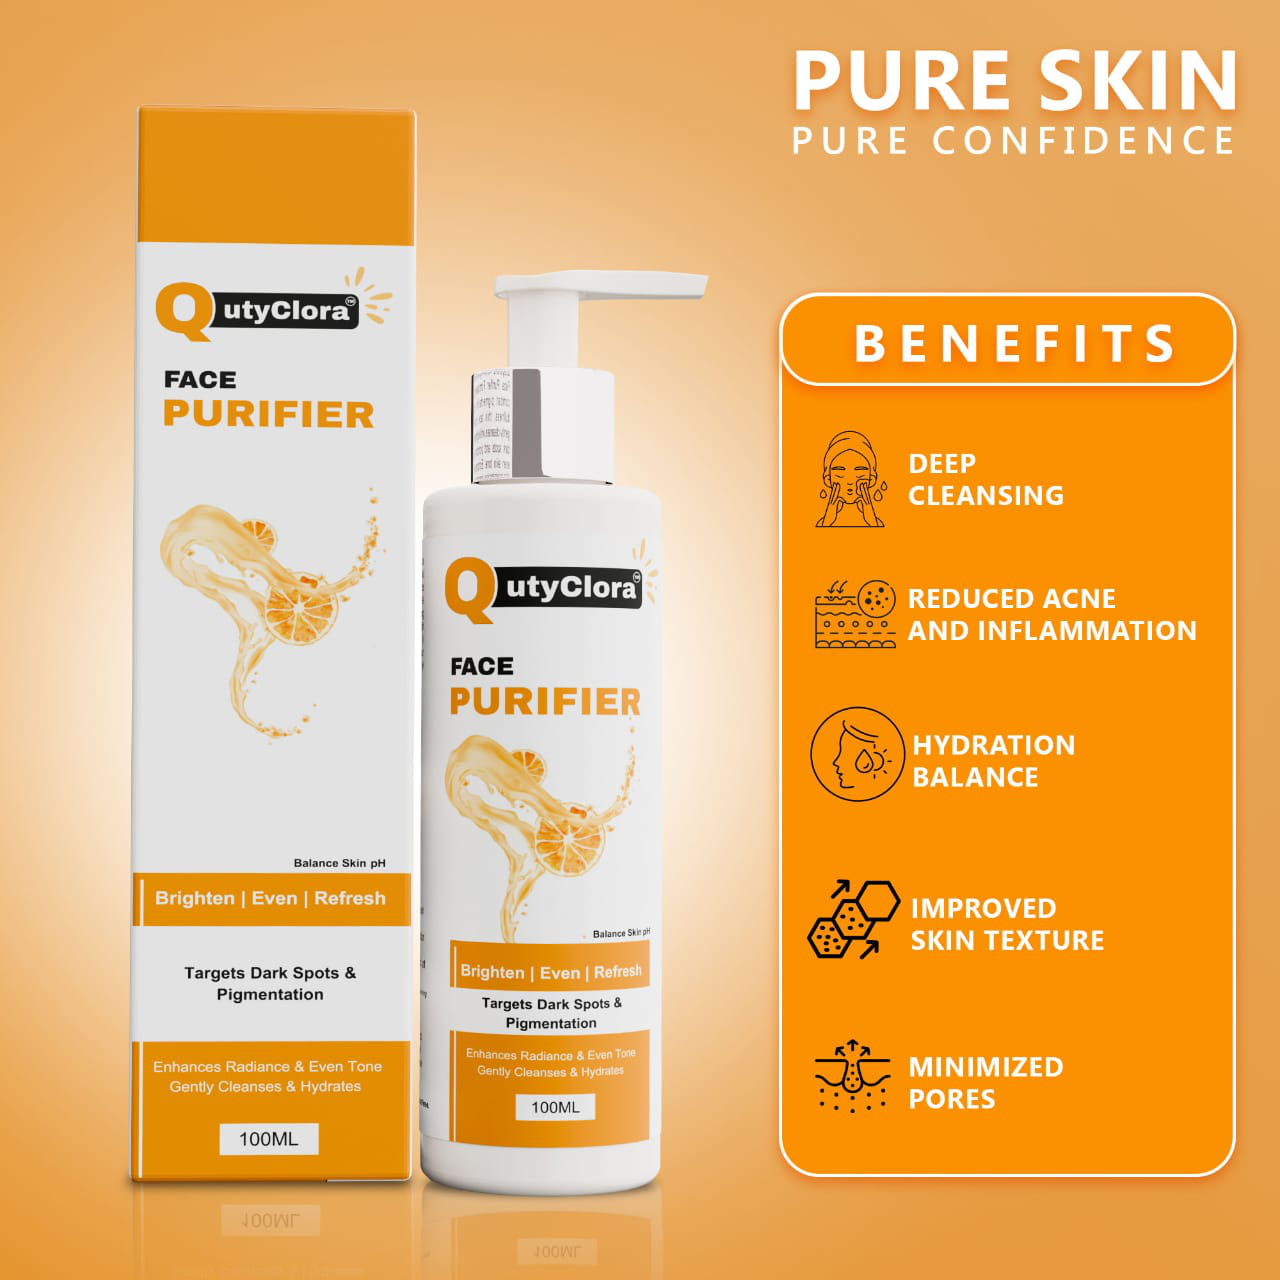 PURE SKIN
PURE CONFIDENCE
QutyClora™
FACE
PURIFIER
Balance Skin pH
Brighten | Even | Refresh
Targets Dark Spots &
Pigmentation
Enhances Radiance & Even Tone
Gently Cleanses & Hydrates
100ML
QutyClora™
FACE
PURIFIER
Balance Skin pH
Brighten | Even | Refresh
Targets Dark Spots &
Pigmentation
Enhances Radiance & Even Tone
Gently Cleanses & Hydrates
100ML
BENEFITS
DEEP
CLEANSING
REDUCED ACNE
AND INFLAMMATION
HYDRATION
BALANCE
IMPROVED
SKIN TEXTURE
MINIMIZED
PORES